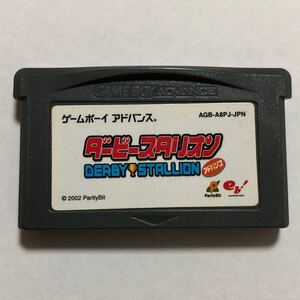 GAME BOY ADVANCE
ゲームボーイ アドバンス®
AGB-A8PJ-JPN
ダービースタリオン
DERBY STALLION
アドバンス
© 2002 ParityBit
ParityBit
eb!